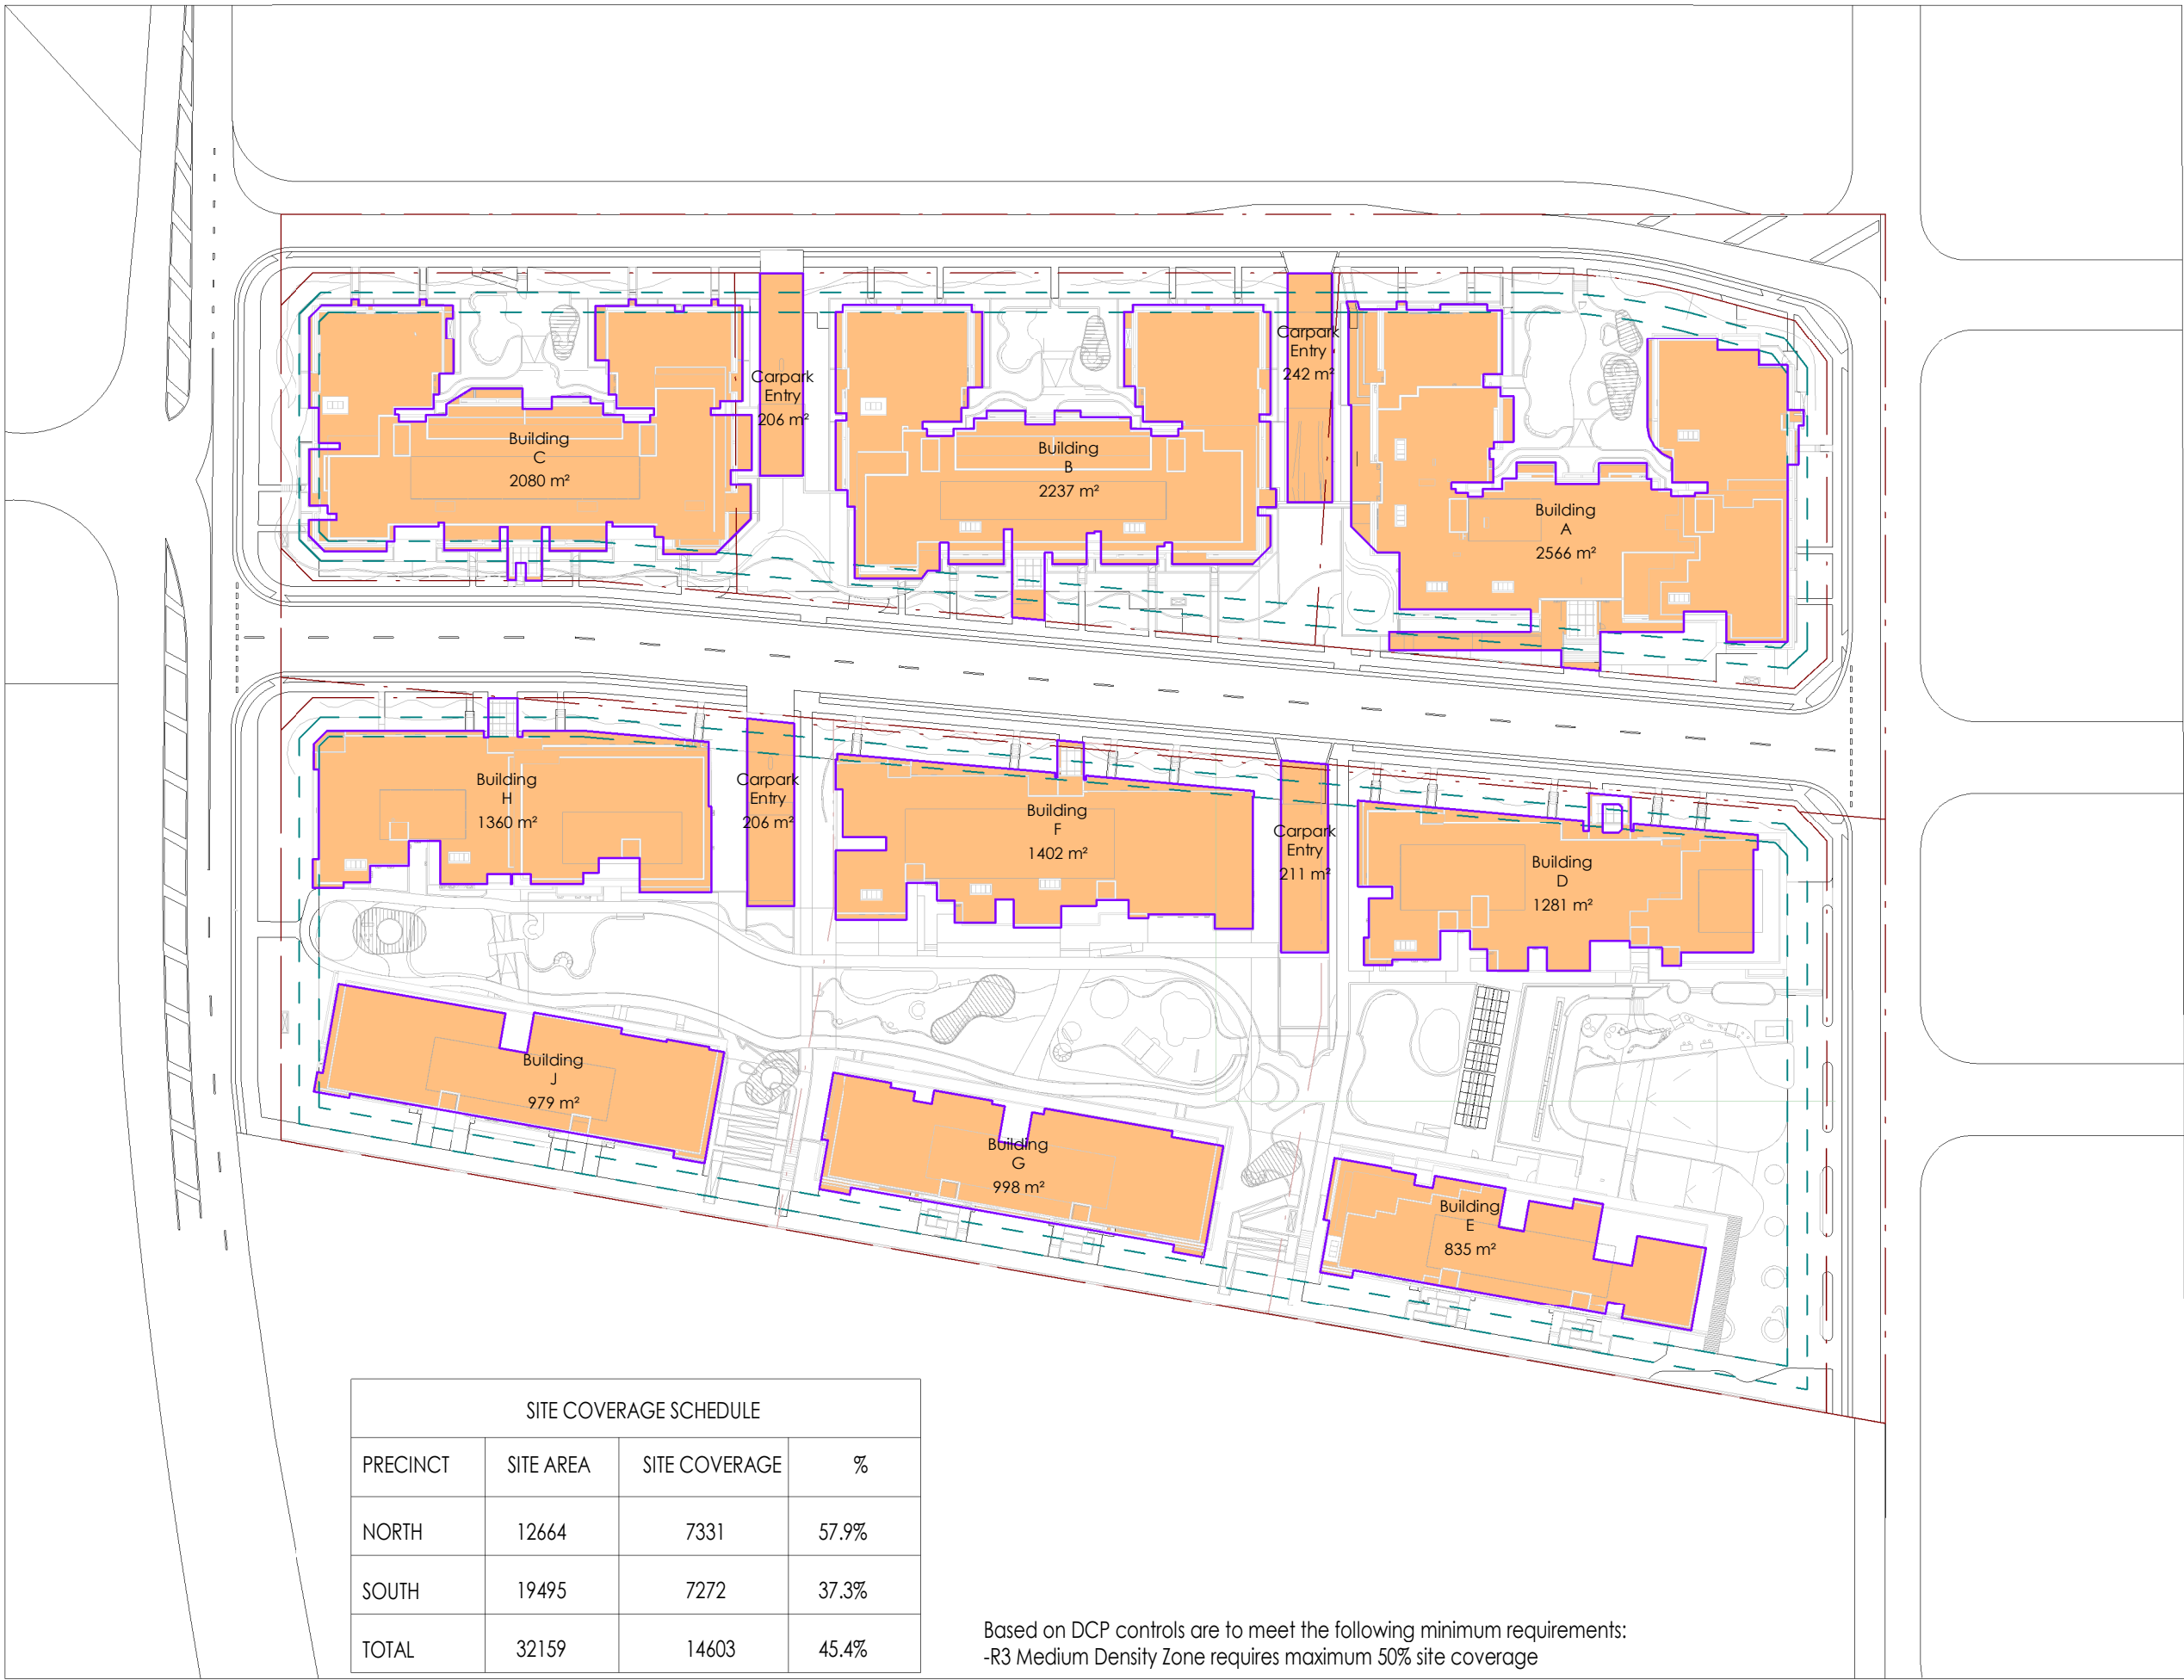 Carpark
Entry
206 m²
Carpark
Entry
242 m²
Building
C
2080 m²
Building
B
2237 m²
Building
A
2566 m²
Building
H
1360 m²
Carpark
Entry
206 m²
Building
F
1402 m²
Carpark
Entry
211 m²
Building
D
1281 m²
Building
J
979 m²
Building
G
998 m²
Building
E
835 m²
SITE COVERAGE SCHEDULE
PRECINCT SITE AREA SITE COVERAGE %
NORTH 12664 7331 57.9%
SOUTH 19495 7272 37.3%
TOTAL 32159 14603 45.4%
Based on DCP controls are to meet the following minimum requirements:
-R3 Medium Density Zone requires maximum 50% site coverage